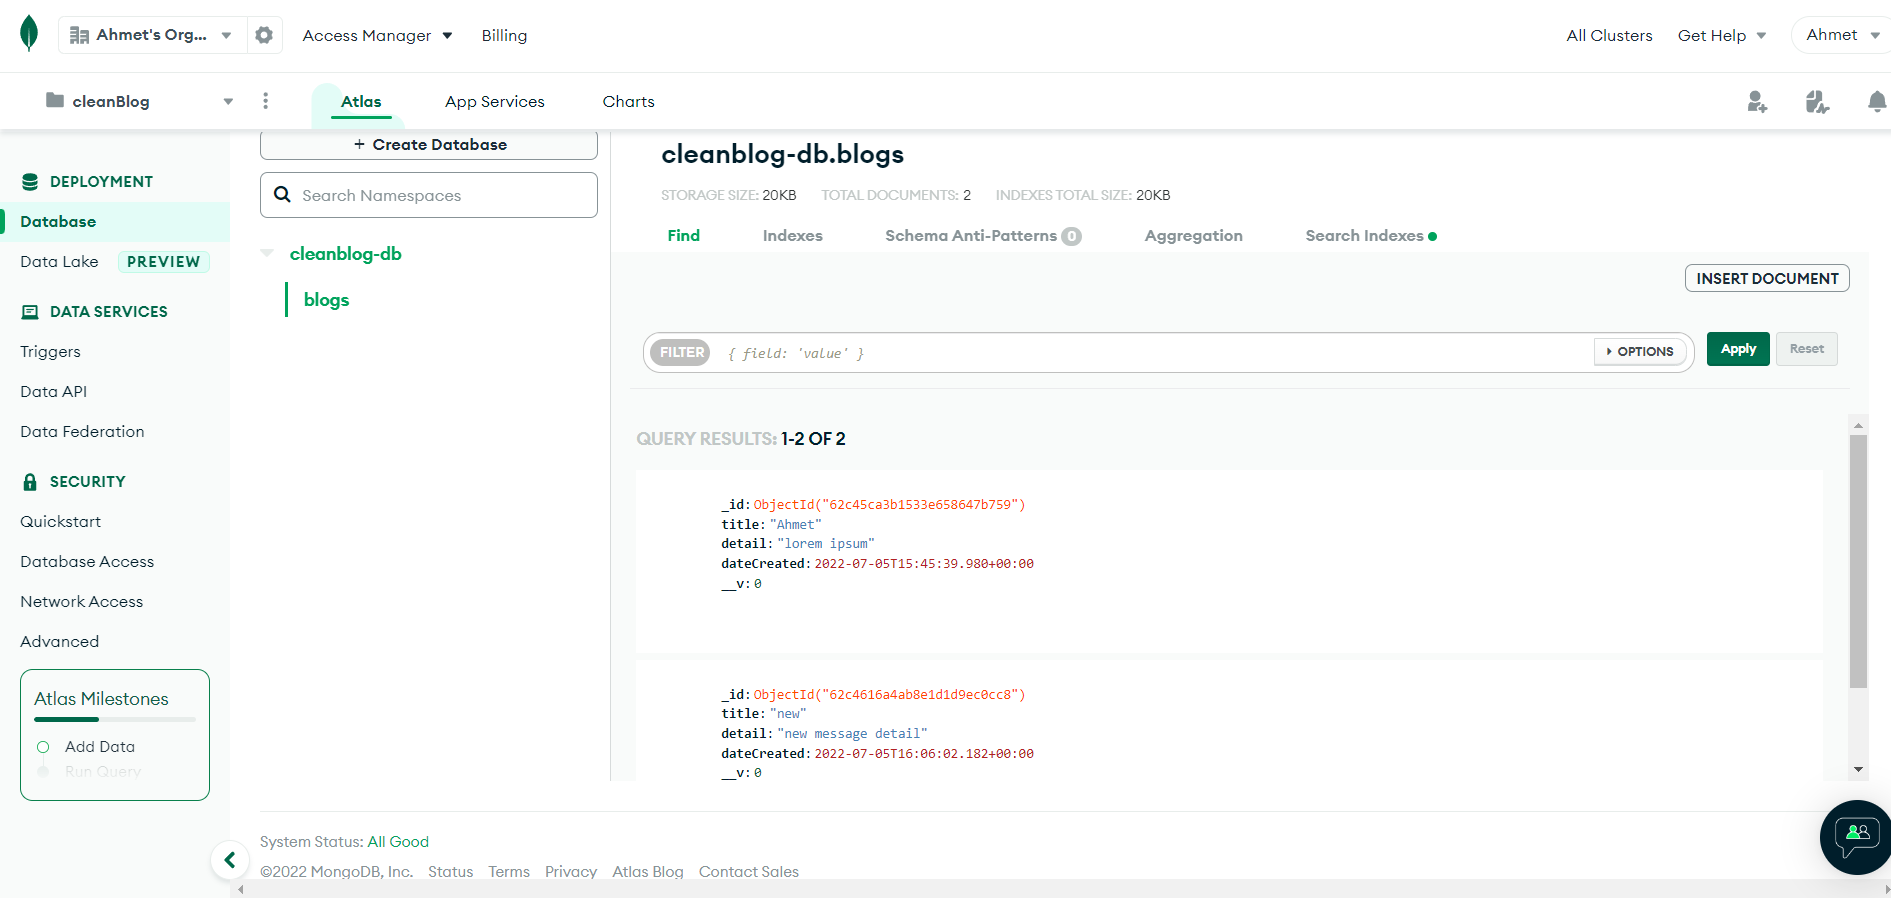 Ahmet's Org...
Access Manager
Billing
All Clusters
Get Help
Ahmet
cleanBlog
Atlas
App Services
Charts
DEPLOYMENT
Database
Data Lake PREVIEW
DATA SERVICES
Triggers
Data API
Data Federation
SECURITY
Quickstart
Database Access
Network Access
Advanced
Atlas Milestones
Add Data
Run Query
+ Create Database
Search Namespaces
cleanblog-db
blogs
cleanblog-db.blogs
STORAGE SIZE: 20KB TOTAL DOCUMENTS: 2 INDEXES TOTAL SIZE: 20KB
Find Indexes Schema Anti-Patterns 0 Aggregation Search Indexes
INSERT DOCUMENT
FILTER { field: 'value' } OPTIONS Apply Reset
QUERY RESULTS: 1-2 OF 2
_id: ObjectId("62c45ca3b1533e658647b759")
title: "Ahmet"
detail: "lorem ipsum"
dateCreated: 2022-07-05T15:45:39.980+00:00
__v: 0
_id: ObjectId("62c4616a4ab8e1d1d9ec0cc8")
title: "new"
detail: "new message detail"
dateCreated: 2022-07-05T16:06:02.182+00:00
__v: 0
System Status: All Good
©2022 MongoDB, Inc. Status Terms Privacy Atlas Blog Contact Sales